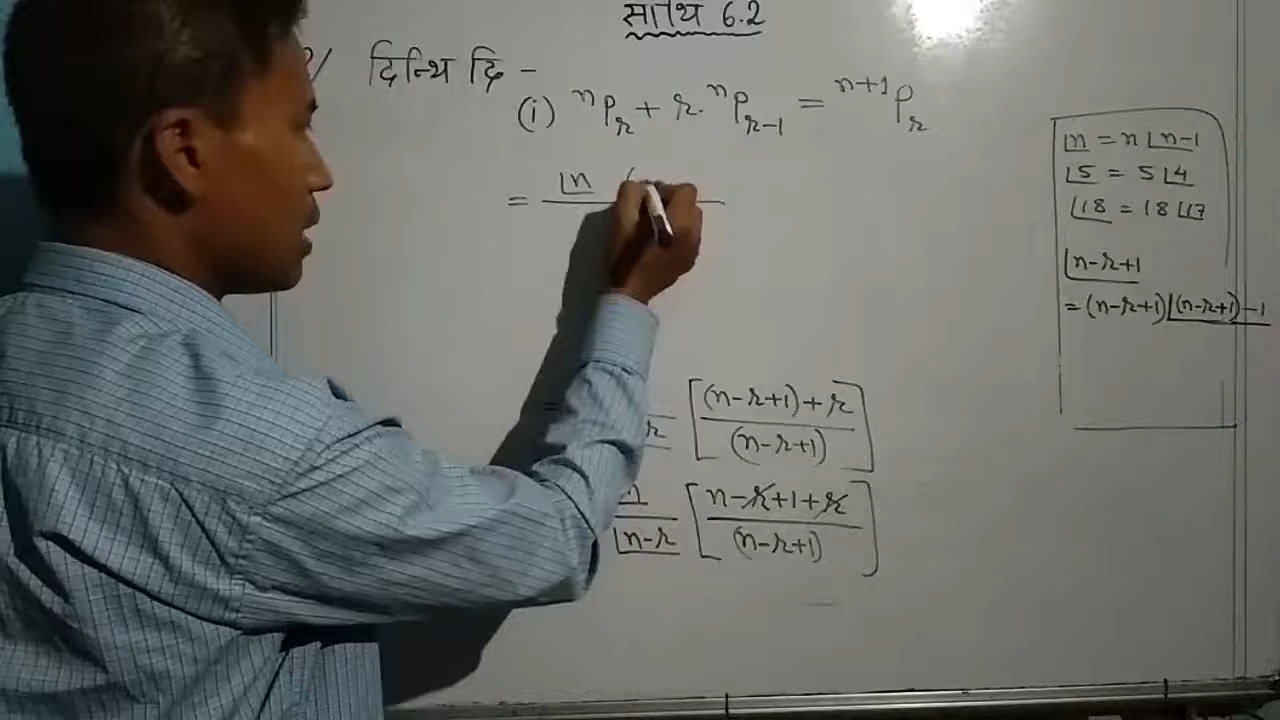 साथि 6.2
दिन्थि दि -
(i) ⁿPᵣ + r.ⁿPᵣ₋₁ = ⁿ⁺¹Pᵣ
= |n
[(n-r+1)+r / (n-r+1)]
|n-r [n-r+1+r / (n-r+1)]
|n = n|n-1
|5 = 5|4
|18 = 18|17
|n-r+1
= (n-r+1)|(n-r+1)-1